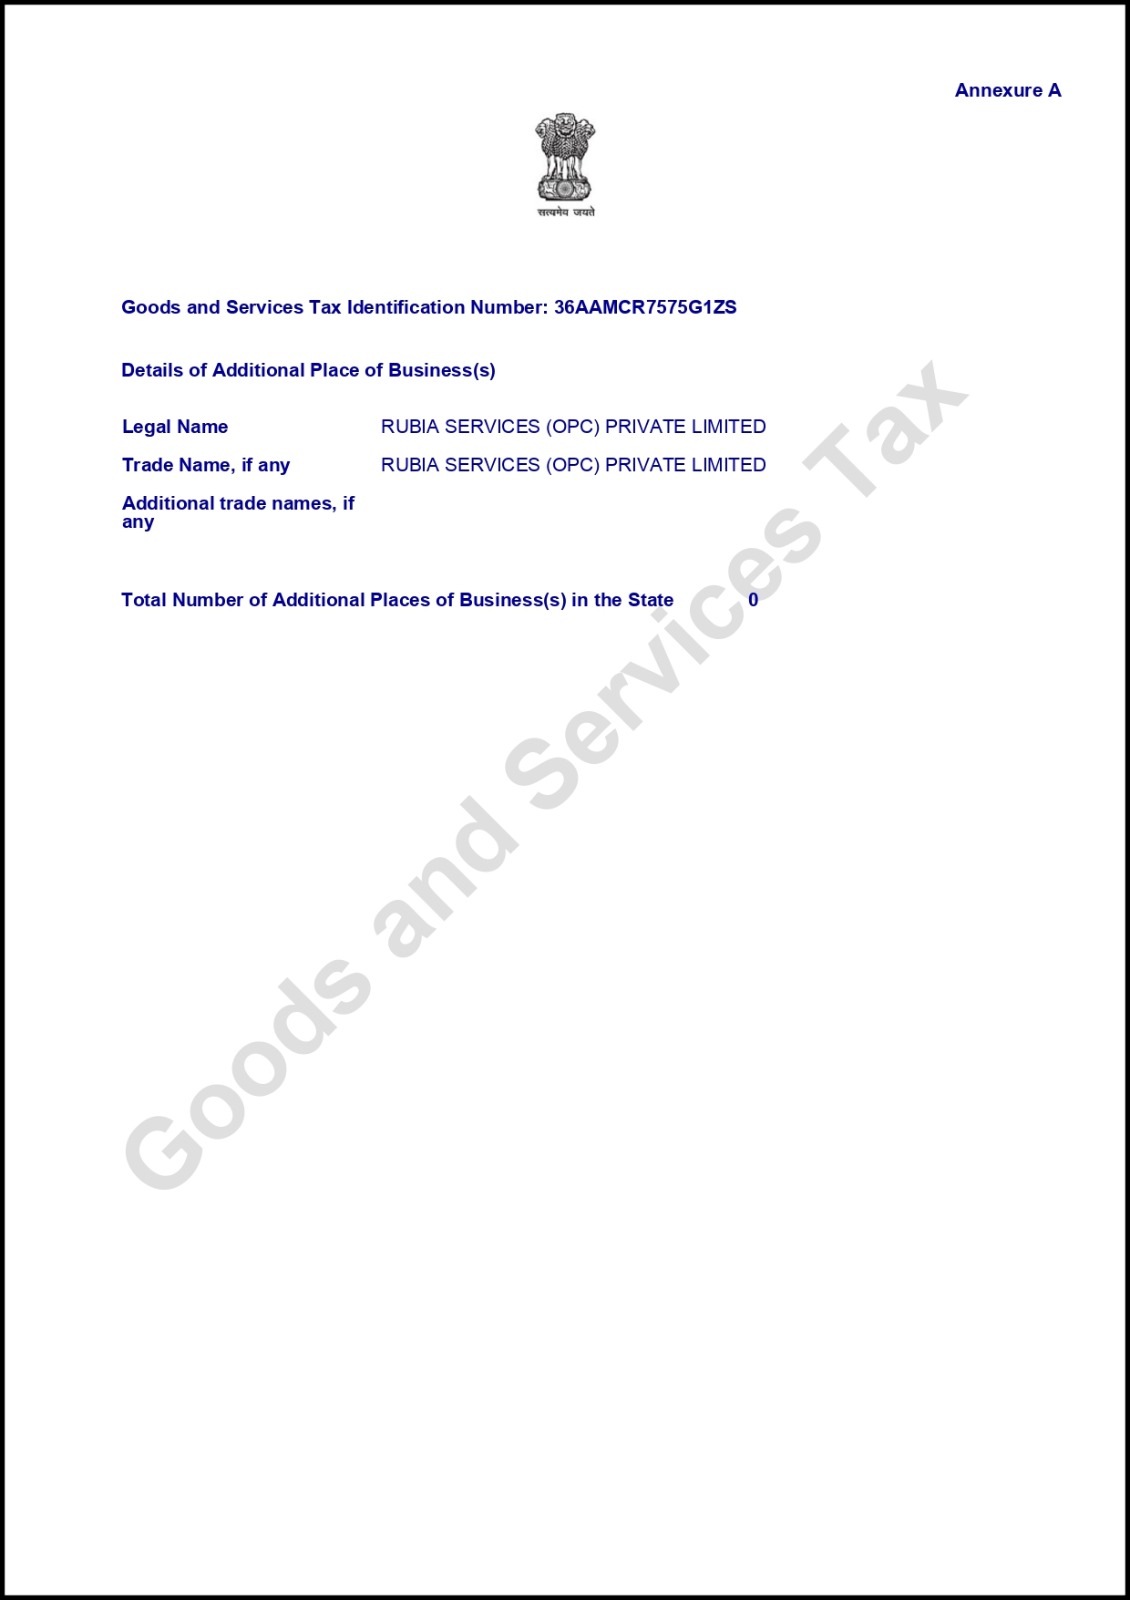 Annexure A
सत्यमेव जयते
Goods and Services Tax Identification Number: 36AAMCR7575G1ZS
Details of Additional Place of Business(s)
Legal Name RUBIA SERVICES (OPC) PRIVATE LIMITED
Trade Name, if any RUBIA SERVICES (OPC) PRIVATE LIMITED
Additional trade names, if
any
Total Number of Additional Places of Business(s) in the State 0
Goods and Services Tax